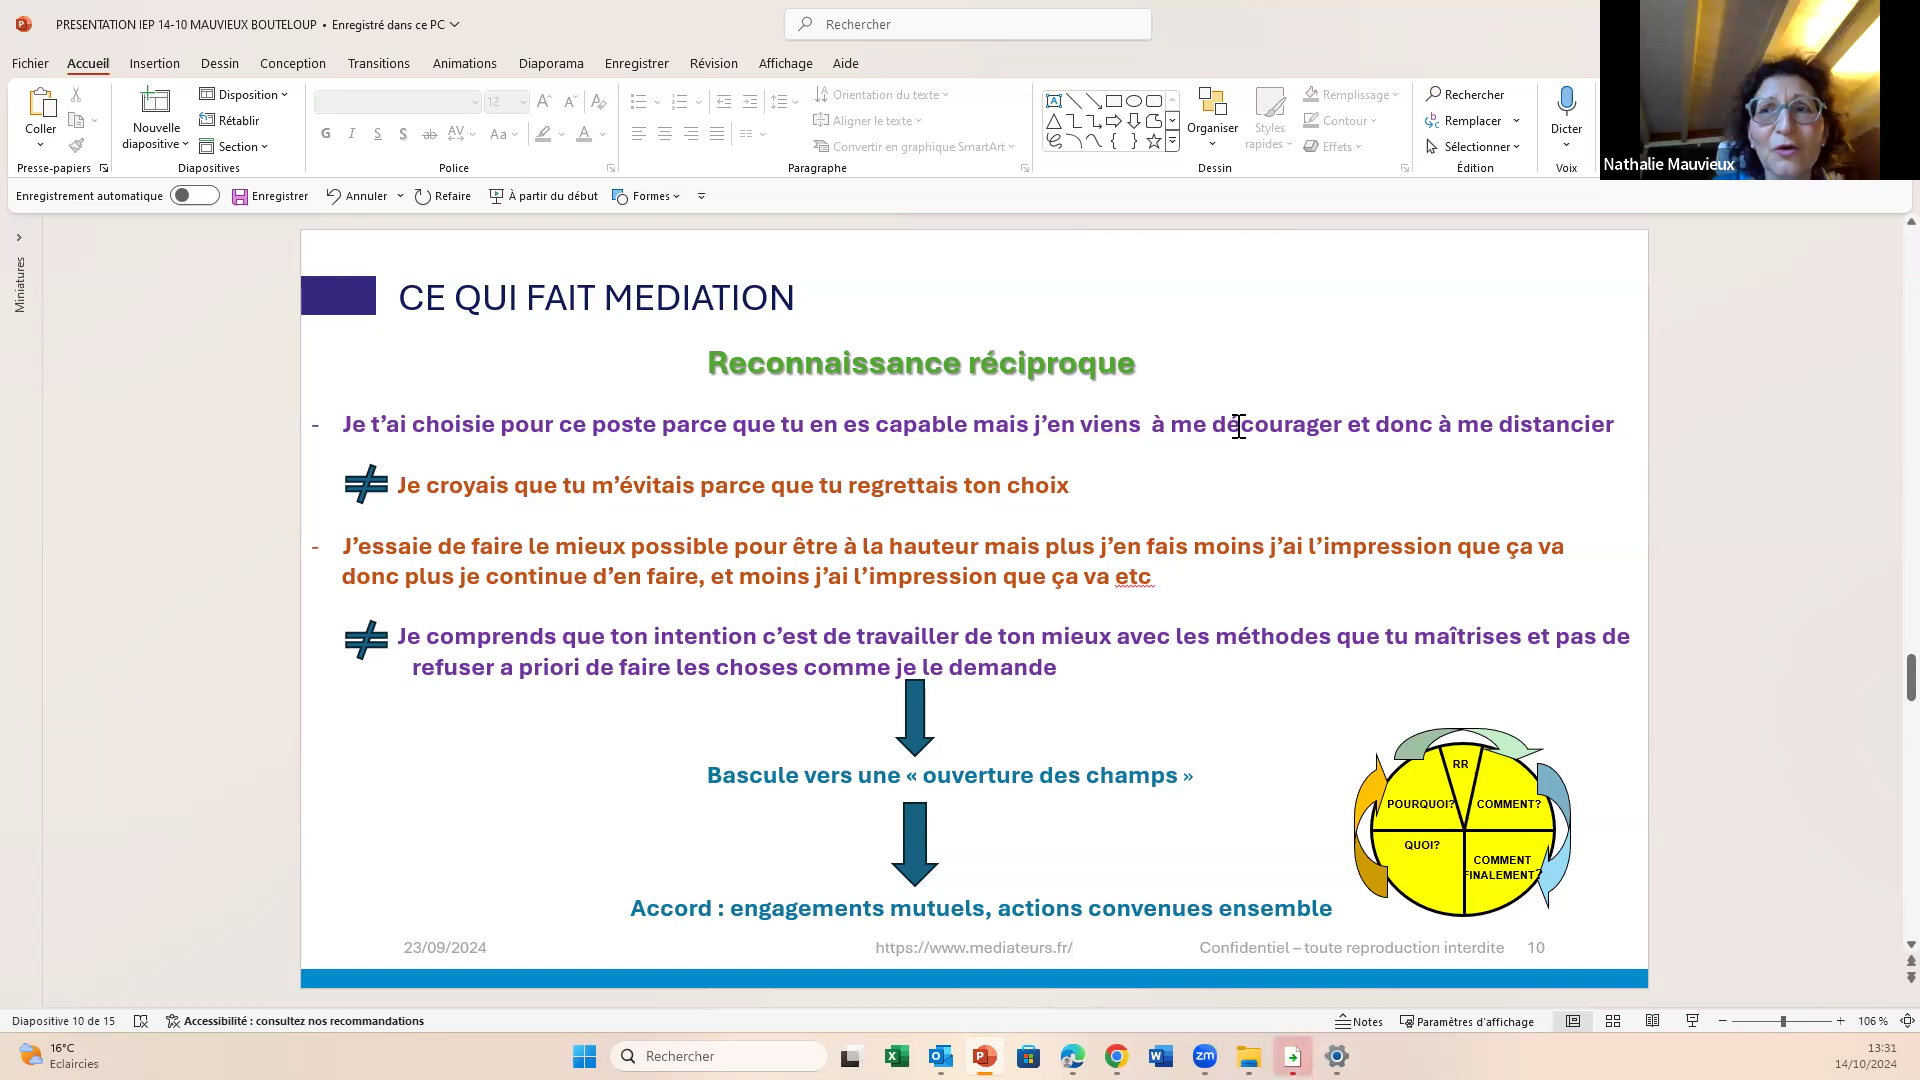 PRESENTATION IEP 14-10 MAUVIEUX BOUTELOUP • Enregistré dans ce PC
Rechercher
Fichier Accueil Insertion Dessin Conception Transitions Animations Diaporama Enregistrer Révision Affichage Aide
Coller
Presse-papiers
Nouvelle
diapositive
Disposition
Rétablir
Section
Diapositives
12
G I S S ab AV Aa A
Police
Orientation du texte
Aligner le texte
Convertir en graphique SmartArt
Paragraphe
Organiser
Styles
rapides
Remplissage
Contour
Effets
Dessin
Rechercher
Remplacer
Sélectionner
Édition
Dicter
Voix
Nathalie Mauvieux
Enregistrement automatique Enregistrer Annuler Refaire À partir du début Formes
Miniatures
CE QUI FAIT MEDIATION
Reconnaissance réciproque
- Je t’ai choisie pour ce poste parce que tu en es capable mais j’en viens à me décourager et donc à me distancier
≠ Je croyais que tu m’évitais parce que tu regrettais ton choix
- J’essaie de faire le mieux possible pour être à la hauteur mais plus j’en fais moins j’ai l’impression que ça va
donc plus je continue d’en faire, et moins j’ai l’impression que ça va etc
≠ Je comprends que ton intention c’est de travailler de ton mieux avec les méthodes que tu maîtrises et pas de
refuser a priori de faire les choses comme je le demande
Bascule vers une « ouverture des champs »
Accord : engagements mutuels, actions convenues ensemble
RR
POURQUOI? COMMENT?
QUOI?
COMMENT
FINALEMENT?
23/09/2024 https://www.mediateurs.fr/ Confidentiel – toute reproduction interdite 10
Diapositive 10 de 15 Accessibilité : consultez nos recommandations Notes Paramètres d'affichage 106 %
16°C
Eclaircies
Rechercher
zm
13:31
14/10/2024